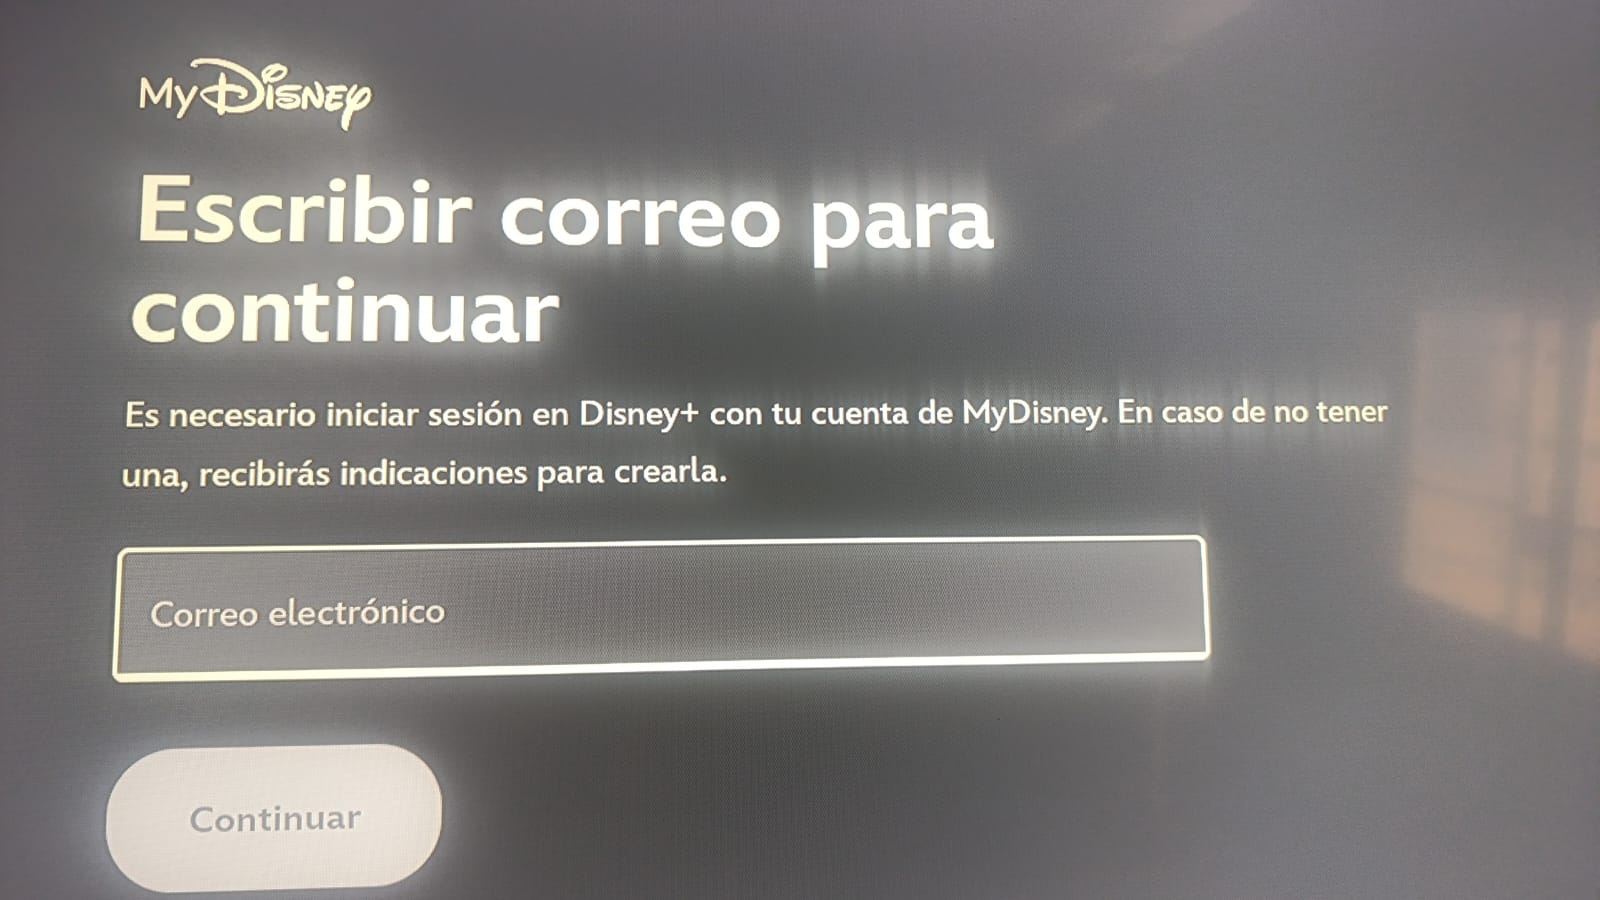 MyDisney
Escribir correo para
continuar
Es necesario iniciar sesión en Disney+ con tu cuenta de MyDisney. En caso de no tener
una, recibirás indicaciones para crearla.
Correo electrónico
Continuar